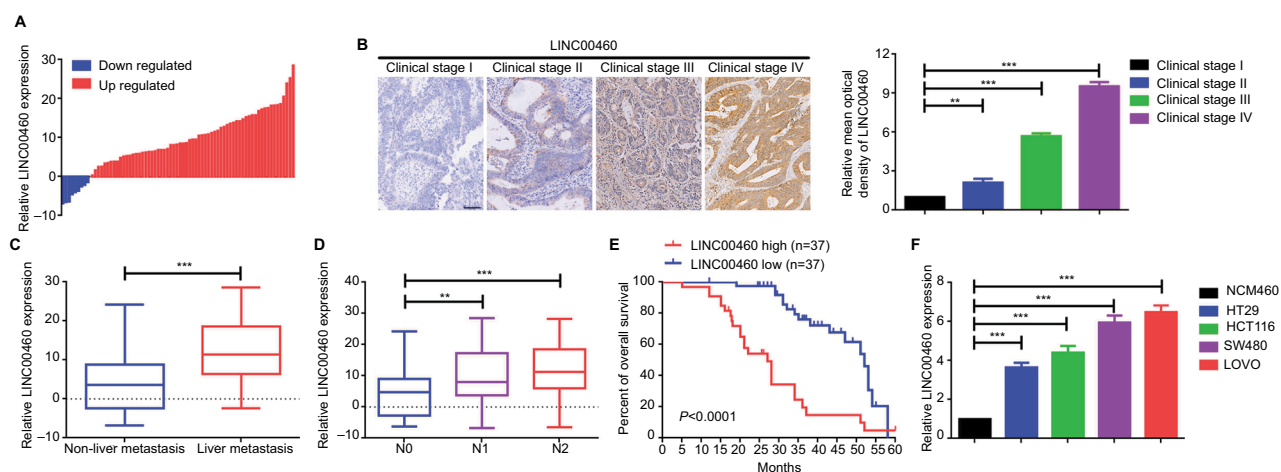 A
Relative LINC00460 expression
30
20
10
0
–10
Down regulated
Up regulated
B
LINC00460
Clinical stage I
Clinical stage II
Clinical stage III
Clinical stage IV
Relative mean optical
density of LINC00460
12
9
6
3
0
**
***
***
Clinical stage I
Clinical stage II
Clinical stage III
Clinical stage IV
C
Relative LINC00460 expression
30
20
10
0
–10
***
Non-liver metastasis
Liver metastasis
D
Relative LINC00460 expression
40
30
20
10
0
–10
**
***
N0
N1
N2
E
LINC00460 high (n=37)
LINC00460 low (n=37)
Percent of overall survival
100
80
60
40
20
0
P<0.0001
0 5 10 15 20 25 30 35 40 45 50 55 60
Months
F
Relative LINC00460 expression
8
6
4
2
0
***
***
***
***
NCM460
HT29
HCT116
SW480
LOVO